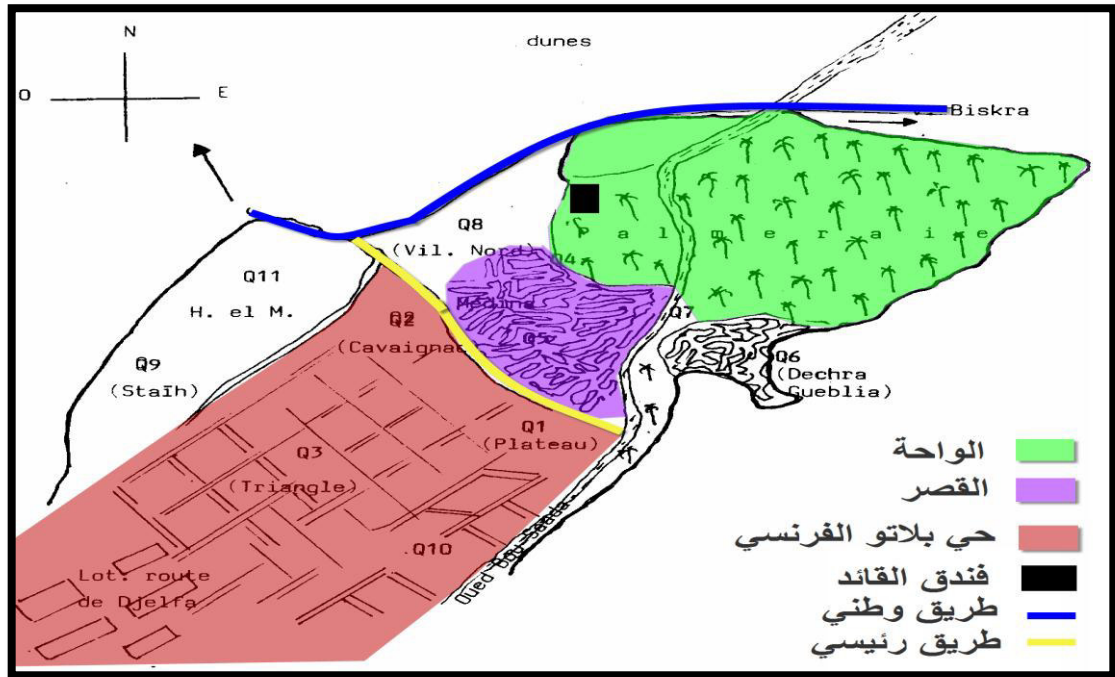 N
dunes
O
E
Biskra
Q8
(Vil. Nord)
Q4
Palmeraie
Q11
H. el M.
Médina
Q2
(Cavaignac)
Q5
Q7
Q9
(Staïh)
Q6
(Dechra
Gueblia)
Q1
(Plateau)
Q3
(Triangle)
Q10
Oued Bou-Saada
Lot. route
de Djelfa
الواحة
القصر
حي بلاتو الفرنسي
فندق القائد
طريق وطني
طريق رئيسي